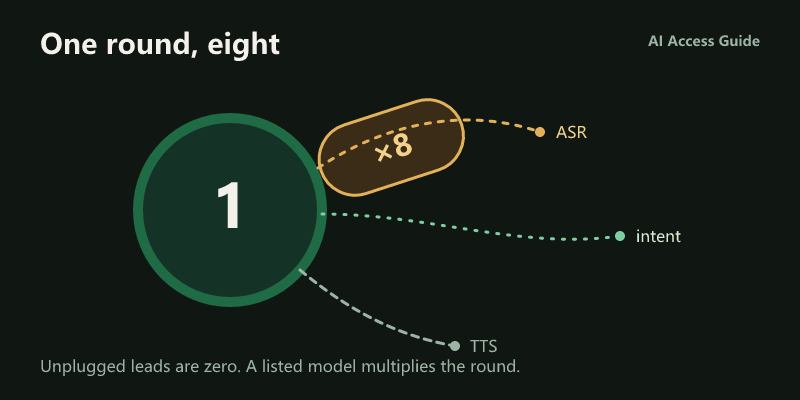 One round, eight
AI Access Guide
×8
ASR
1
intent
TTS
Unplugged leads are zero. A listed model multiplies the round.